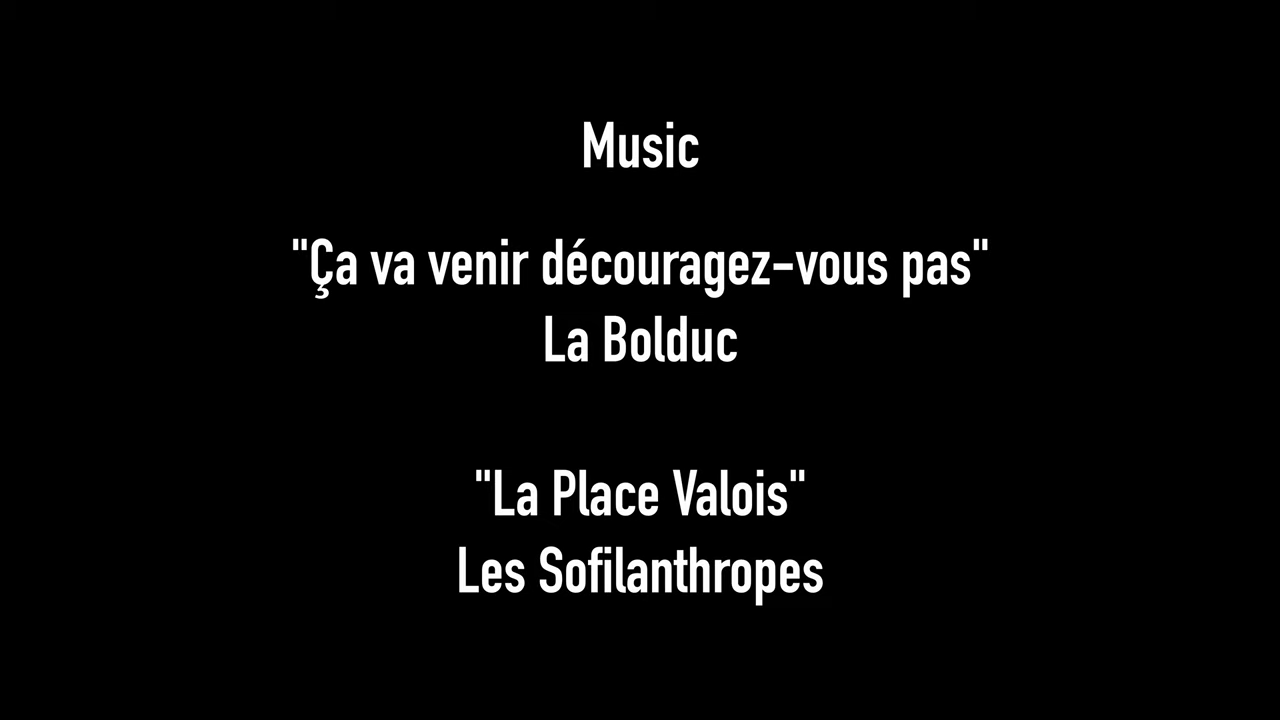 Music
"Ça va venir découragez-vous pas"
La Bolduc
"La Place Valois"
Les Sofilanthropes